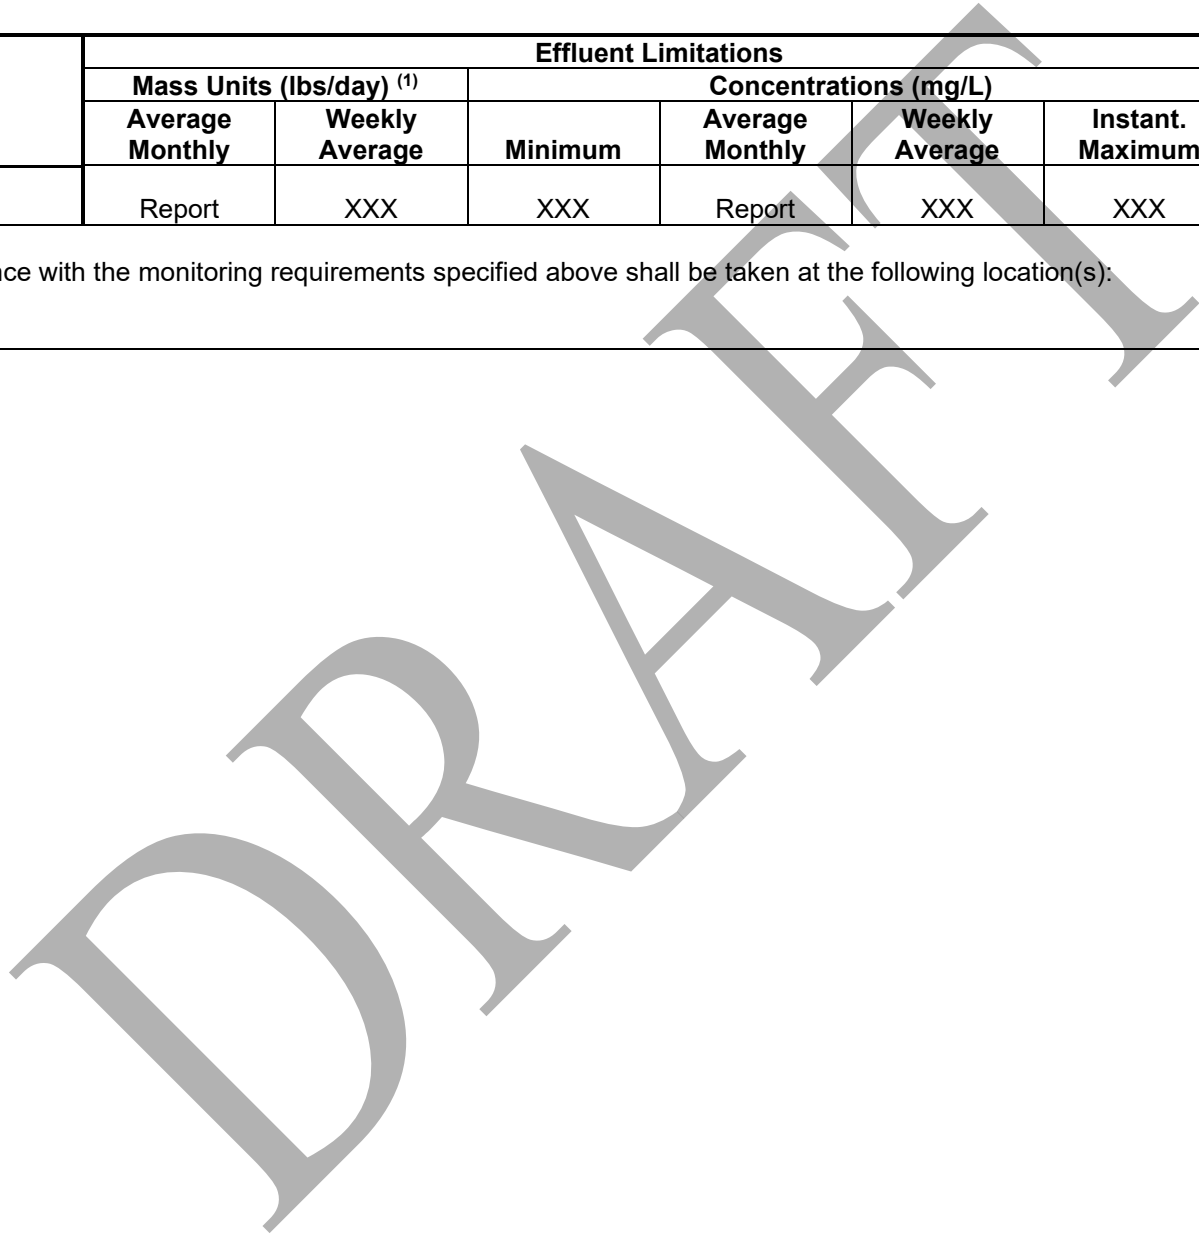 Effluent Limitations
Mass Units (lbs/day) (1) Concentrations (mg/L)
Average Monthly Weekly Average Minimum Average Monthly Weekly Average Instant. Maximum
Report XXX XXX Report XXX XXX
nce with the monitoring requirements specified above shall be taken at the following location(s):
DRAFT